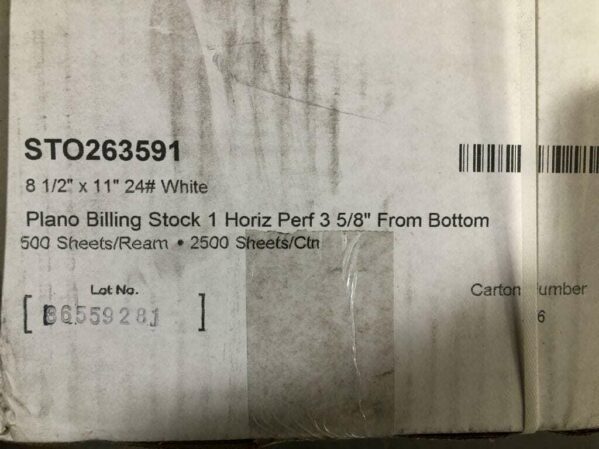 STO263591
8 1/2" x 11" 24# White
Plano Billing Stock 1 Horiz Perf 3 5/8" From Bottom
500 Sheets/Ream • 2500 Sheets/Ctn
Lot No.
Carton
6